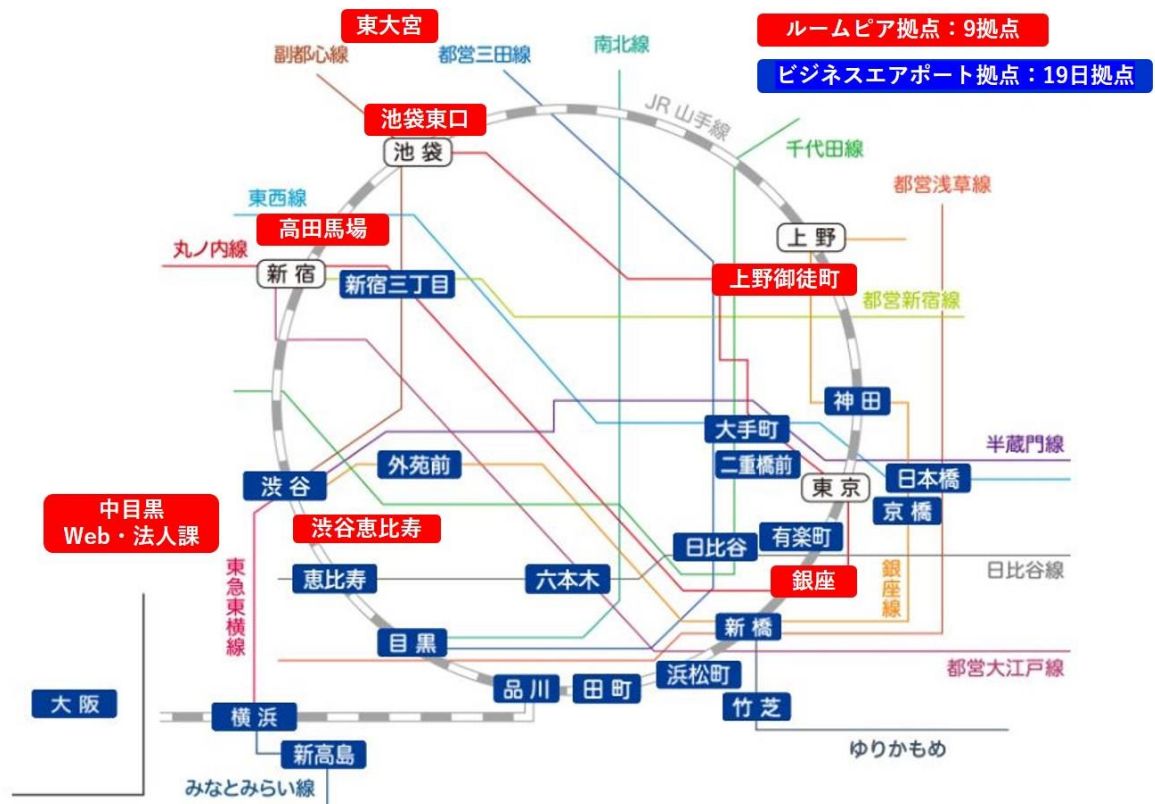 東大宮
ルームピア拠点：9拠点
副都心線
都営三田線
南北線
ビジネスエアポート拠点：19日拠点
池袋東口
JR 山手線
池袋
千代田線
都営浅草線
東西線
高田馬場
丸ノ内線
上野
新宿
新宿三丁目
上野御徒町
都営新宿線
神田
大手町
半蔵門線
外苑前
二重橋前
日本橋
渋谷
東京
京橋
中目黒
Web・法人課
渋谷恵比寿
有楽町
日比谷
日比谷線
恵比寿
六本木
銀座
銀座線
東急東横線
新橋
目黒
都営大江戸線
浜松町
品川
田町
大阪
竹芝
横浜
新高島
ゆりかもめ
みなとみらい線